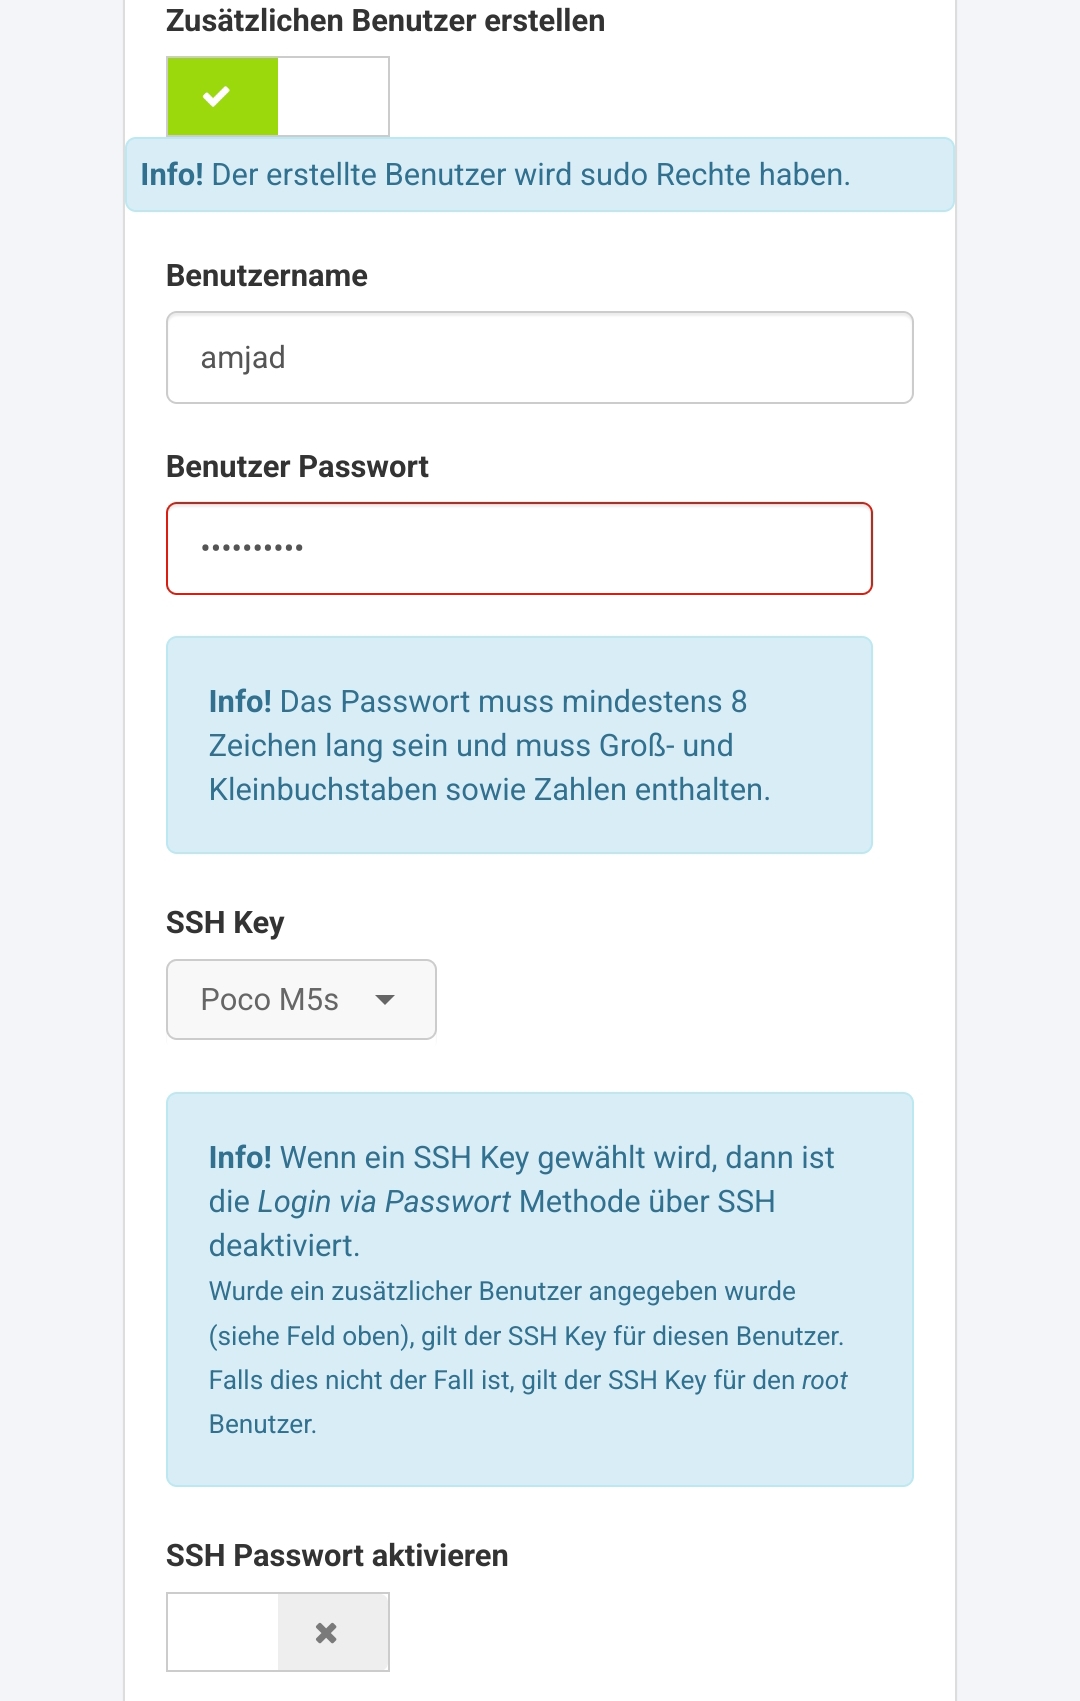 Zusätzlichen Benutzer erstellen
Info! Der erstellte Benutzer wird sudo Rechte haben.
Benutzername
amjad
Benutzer Passwort
••••••••••
Info! Das Passwort muss mindestens 8
Zeichen lang sein und muss Groß- und
Kleinbuchstaben sowie Zahlen enthalten.
SSH Key
Poco M5s
Info! Wenn ein SSH Key gewählt wird, dann ist
die Login via Passwort Methode über SSH
deaktiviert.
Wurde ein zusätzlicher Benutzer angegeben wurde
(siehe Feld oben), gilt der SSH Key für diesen Benutzer.
Falls dies nicht der Fall ist, gilt der SSH Key für den root
Benutzer.
SSH Passwort aktivieren